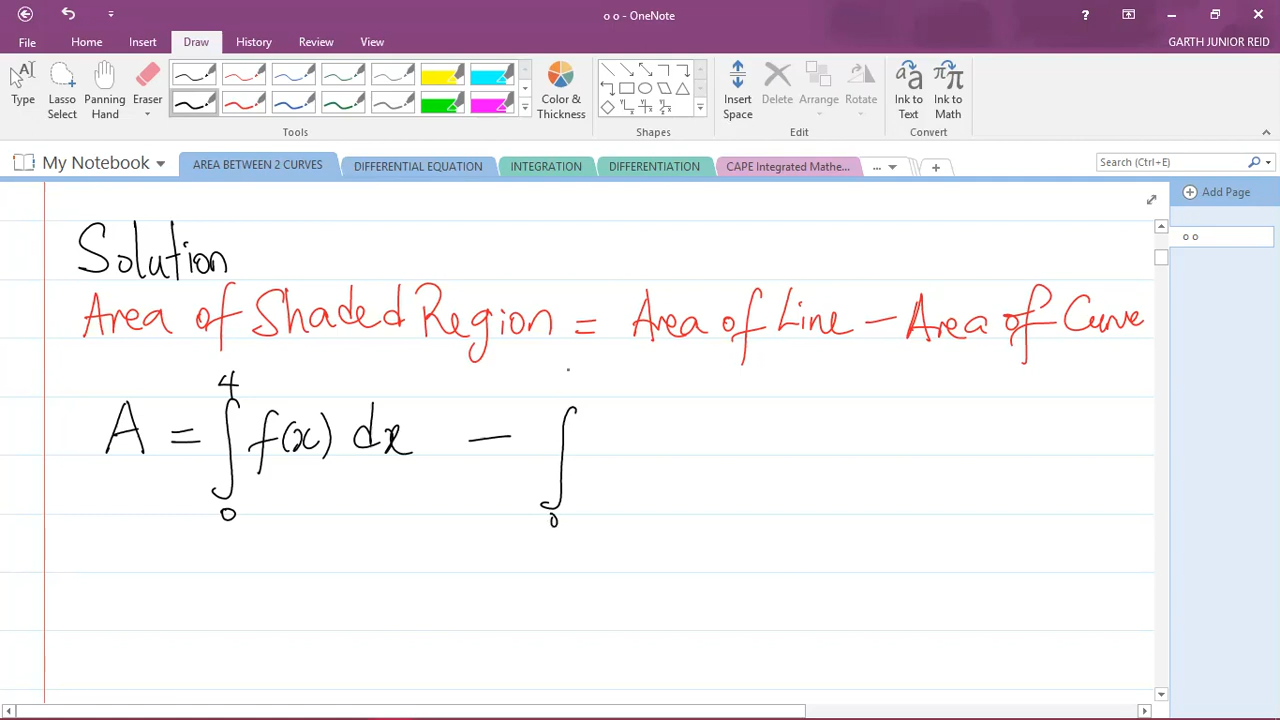 o o - OneNote
?
File Home Insert Draw History Review View
GARTH JUNIOR REID
Type
Lasso Select
Panning Hand
Eraser
Color & Thickness
Insert Space
Delete
Arrange
Rotate
Ink to Text
Ink to Math
Tools
Shapes
Edit
Convert
My Notebook
AREA BETWEEN 2 CURVES
DIFFERENTIAL EQUATION
INTEGRATION
DIFFERENTIATION
CAPE Integrated Mathe...
...
Search (Ctrl+E)
Add Page
o o
Solution
Area of Shaded Region = Area of Line - Area of Curve
A = ∫₀⁴ f(x) dx - ∫₀